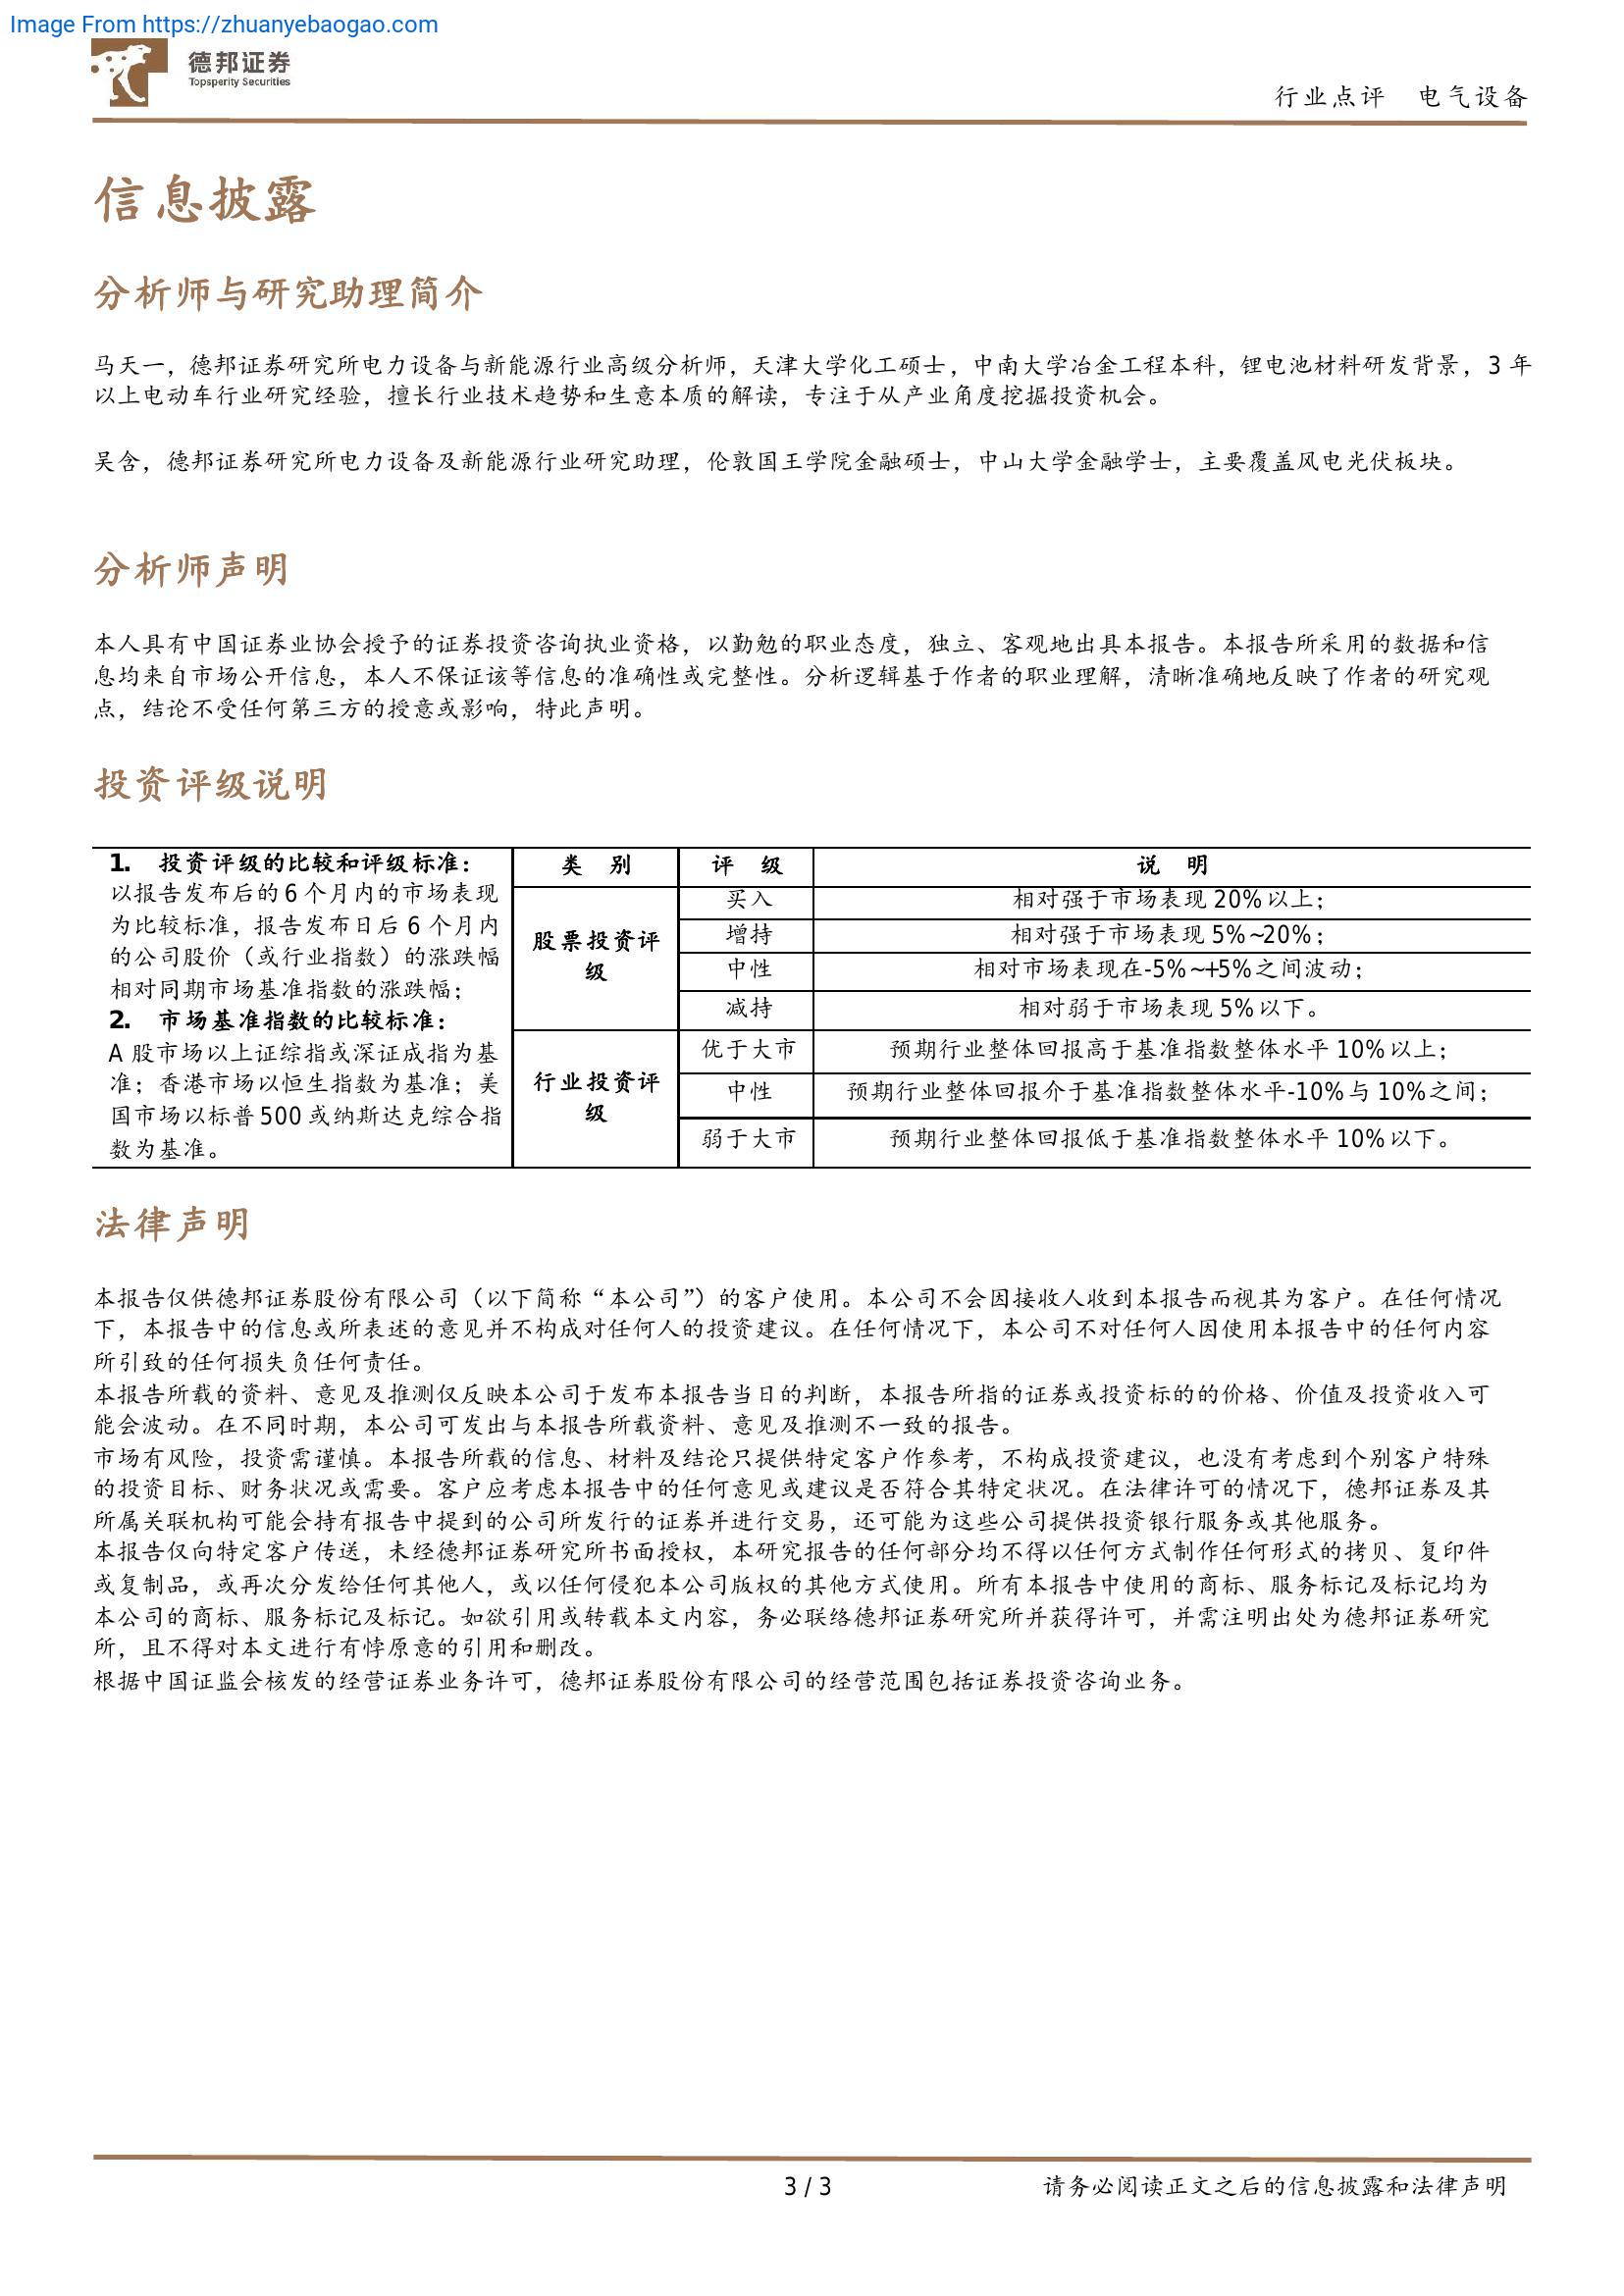 Image From https://zhuanyebaogao.com
德邦证券
Topsperity Securities
行业点评 电气设备
信息披露
分析师与研究助理简介
马天一，德邦证券研究所电力设备与新能源行业高级分析师，天津大学化工硕士，中南大学冶金工程本科，锂电池材料研发背景，3 年
以上电动车行业研究经验，擅长行业技术趋势和生意本质的解读，专注于从产业角度挖掘投资机会。
吴含，德邦证券研究所电力设备及新能源行业研究助理，伦敦国王学院金融硕士，中山大学金融学士，主要覆盖风电光伏板块。
分析师声明
本人具有中国证券业协会授予的证券投资咨询执业资格，以勤勉的职业态度，独立、客观地出具本报告。本报告所采用的数据和信
息均来自市场公开信息，本人不保证该等信息的准确性或完整性。分析逻辑基于作者的职业理解，清晰准确地反映了作者的研究观
点，结论不受任何第三方的授意或影响，特此声明。
投资评级说明
1. 投资评级的比较和评级标准：
以报告发布后的 6 个月内的市场表现
为比较标准，报告发布日后 6 个月内
的公司股价（或行业指数）的涨跌幅
相对同期市场基准指数的涨跌幅；
2. 市场基准指数的比较标准：
A 股市场以上证综指或深证成指为基
准；香港市场以恒生指数为基准；美
国市场以标普 500 或纳斯达克综合指
数为基准。
类 别 评 级 说 明
股票投资评
级
买入 相对强于市场表现 20%以上；
增持 相对强于市场表现 5%~20%；
中性 相对市场表现在-5%~+5%之间波动；
减持 相对弱于市场表现 5%以下。
行业投资评
级
优于大市 预期行业整体回报高于基准指数整体水平 10%以上；
中性 预期行业整体回报介于基准指数整体水平-10%与 10%之间；
弱于大市 预期行业整体回报低于基准指数整体水平 10%以下。
法律声明
本报告仅供德邦证券股份有限公司（以下简称“本公司”）的客户使用。本公司不会因接收人收到本报告而视其为客户。在任何情况
下，本报告中的信息或所表述的意见并不构成对任何人的投资建议。在任何情况下，本公司不对任何人因使用本报告中的任何内容
所引致的任何损失负任何责任。
本报告所载的资料、意见及推测仅反映本公司于发布本报告当日的判断，本报告所指的证券或投资标的的价格、价值及投资收入可
能会波动。在不同时期，本公司可发出与本报告所载资料、意见及推测不一致的报告。
市场有风险，投资需谨慎。本报告所载的信息、材料及结论只提供特定客户作参考，不构成投资建议，也没有考虑到个别客户特殊
的投资目标、财务状况或需要。客户应考虑本报告中的任何意见或建议是否符合其特定状况。在法律许可的情况下，德邦证券及其
所属关联机构可能会持有报告中提到的公司所发行的证券并进行交易，还可能为这些公司提供投资银行服务或其他服务。
本报告仅向特定客户传送，未经德邦证券研究所书面授权，本研究报告的任何部分均不得以任何方式制作任何形式的拷贝、复印件
或复制品，或再次分发给任何其他人，或以任何侵犯本公司版权的其他方式使用。所有本报告中使用的商标、服务标记及标记均为
本公司的商标、服务标记及标记。如欲引用或转载本文内容，务必联络德邦证券研究所并获得许可，并需注明出处为德邦证券研究
所，且不得对本文进行有悖原意的引用和删改。
根据中国证监会核发的经营证券业务许可，德邦证券股份有限公司的经营范围包括证券投资咨询业务。
3 / 3 请务必阅读正文之后的信息披露和法律声明